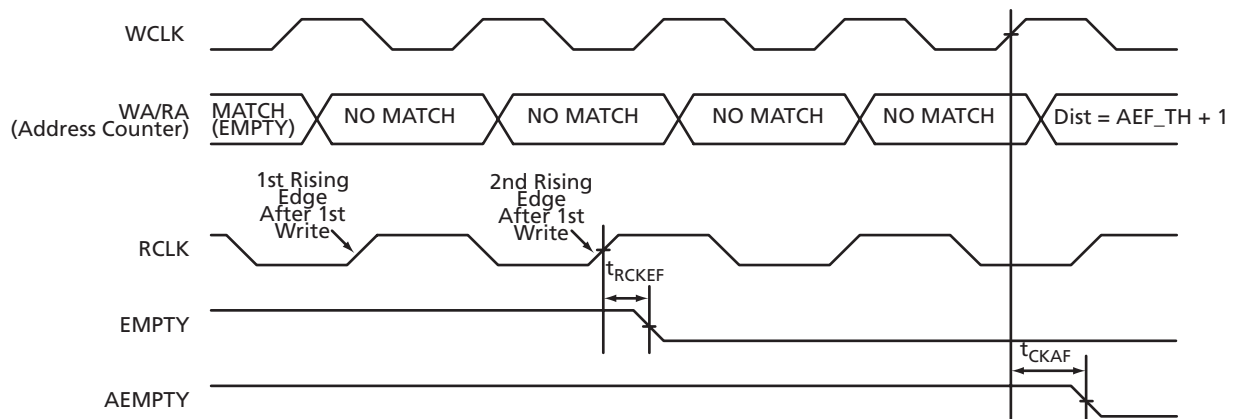 WCLK
WA/RA
(Address Counter)
MATCH
(EMPTY)
NO MATCH
NO MATCH
NO MATCH
NO MATCH
Dist = AEF_TH + 1
1st Rising
Edge
After 1st
Write
2nd Rising
Edge
After 1st
Write
RCLK
tRCKEF
EMPTY
tCKAF
AEMPTY